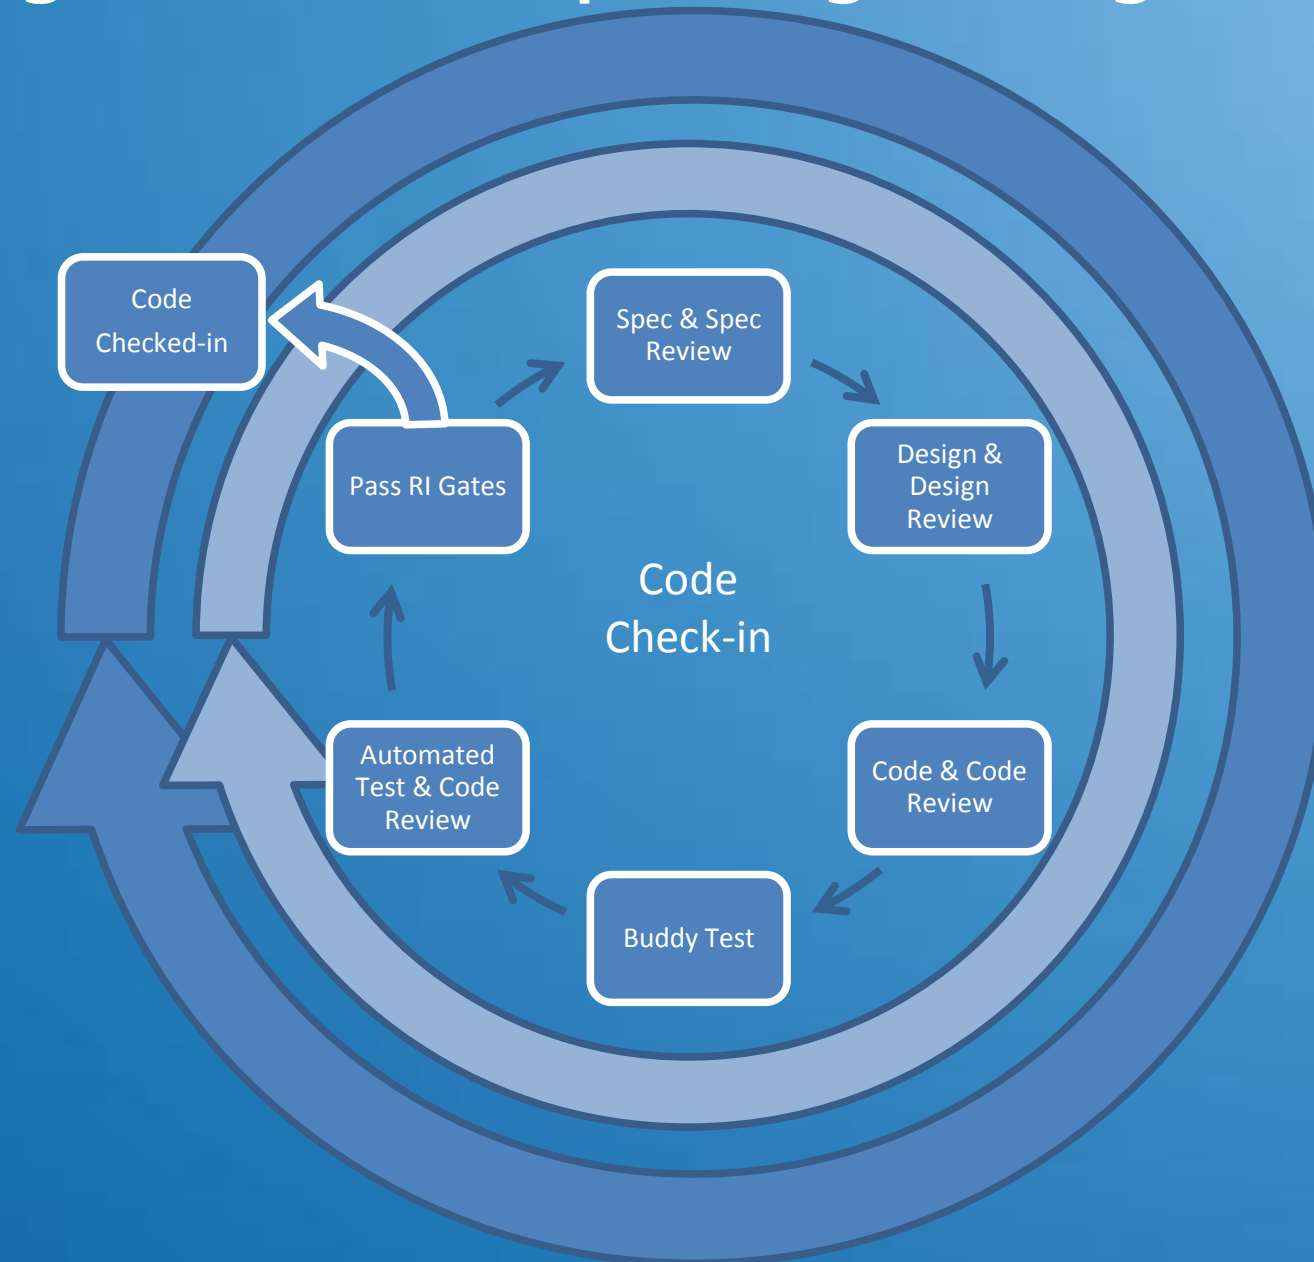 Code
Checked-in
Spec & Spec
Review
Pass RI Gates
Design &
Design
Review
Code
Check-in
Automated
Test & Code
Review
Code & Code
Review
Buddy Test